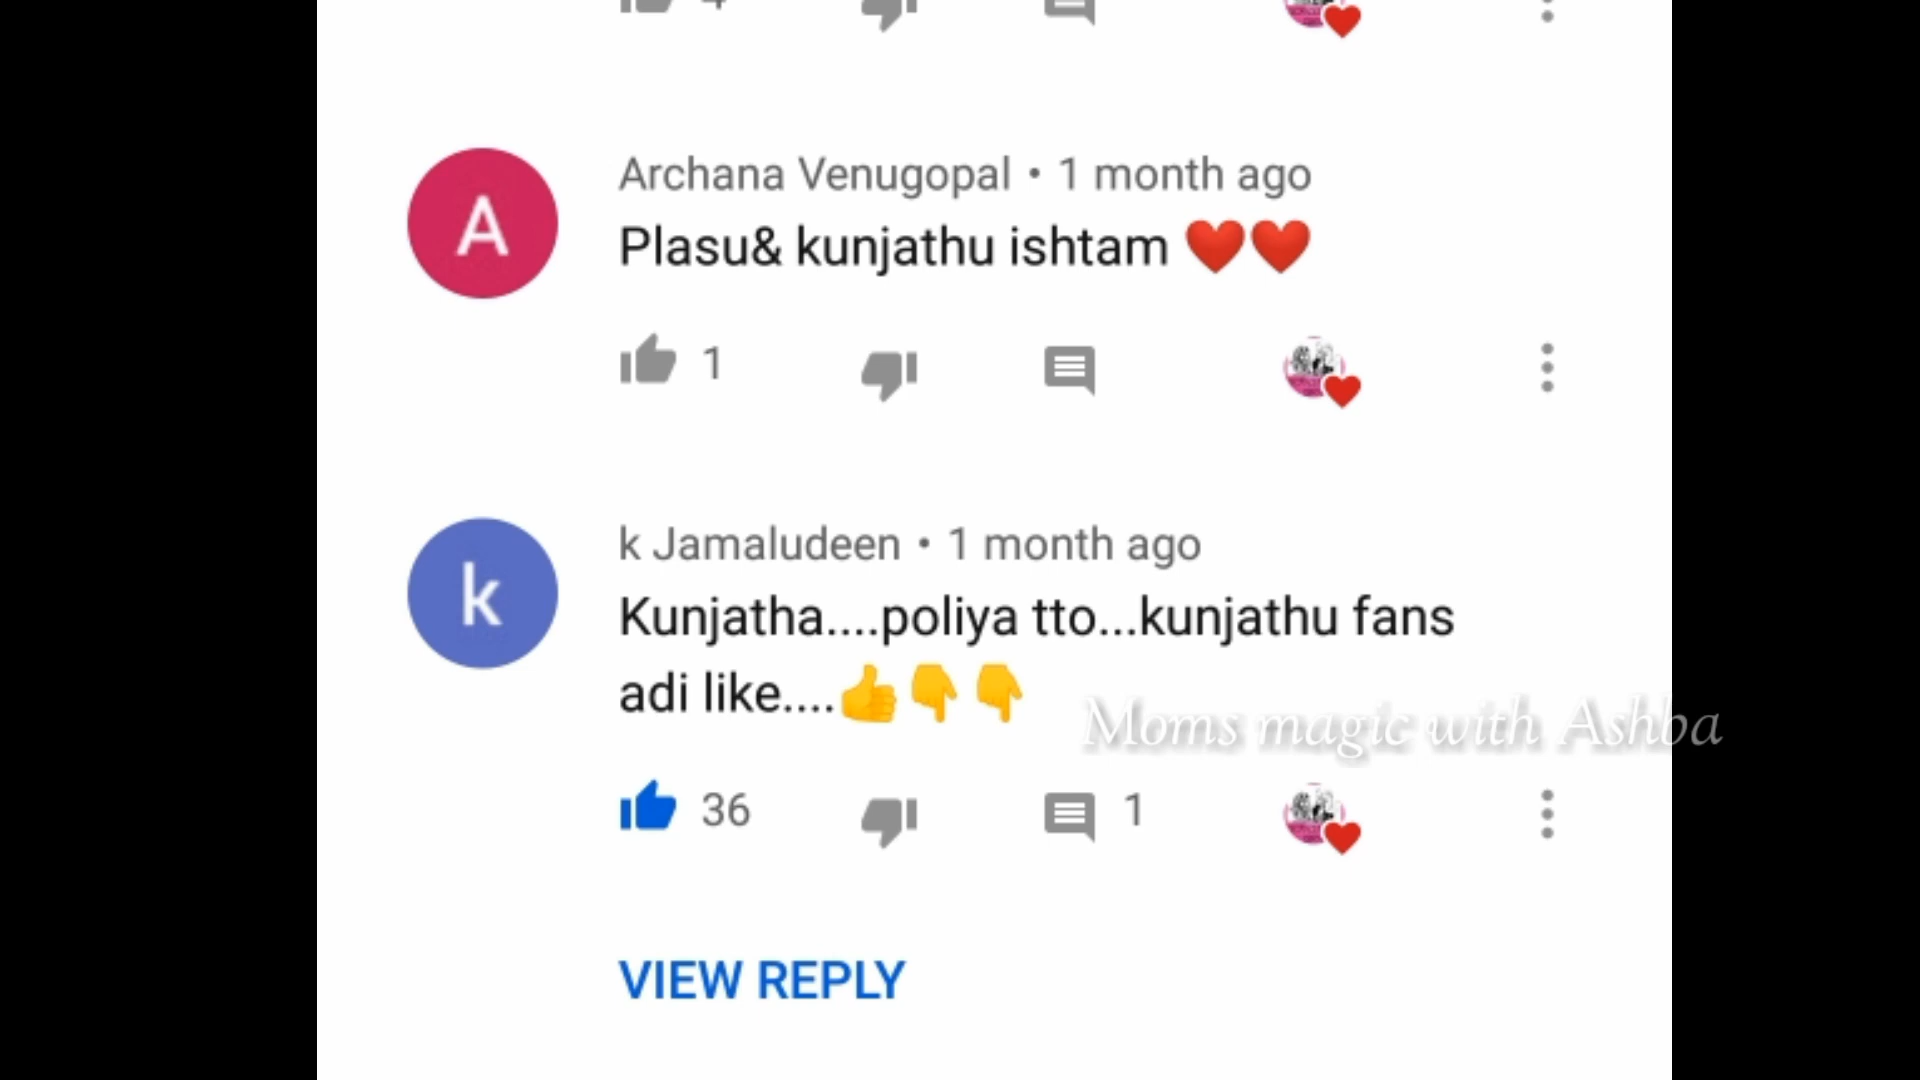 4
A
Archana Venugopal • 1 month ago
Plasu& kunjathu ishtam ❤️❤️
1
k
k Jamaludeen • 1 month ago
Kunjatha....poliya tto...kunjathu fans
adi like....👍👇👇
Moms magic with Ashba
36
1
VIEW REPLY